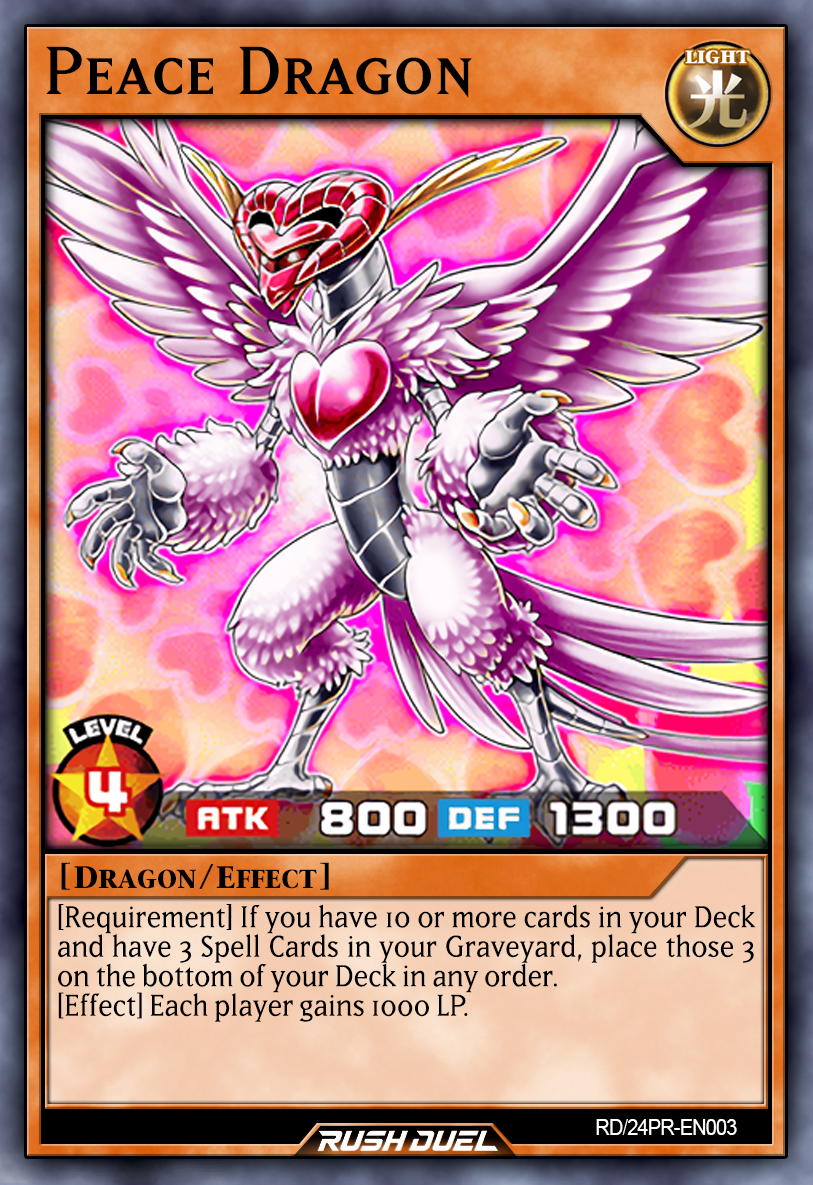 Peace Dragon
LIGHT
光
LEVEL
4
ATK 800 DEF 1300
[Dragon/Effect]
[Requirement] If you have 10 or more cards in your Deck
and have 3 Spell Cards in your Graveyard, place those 3
on the bottom of your Deck in any order.
[Effect] Each player gains 1000 LP.
RD/24PR-EN003
RUSH DUEL